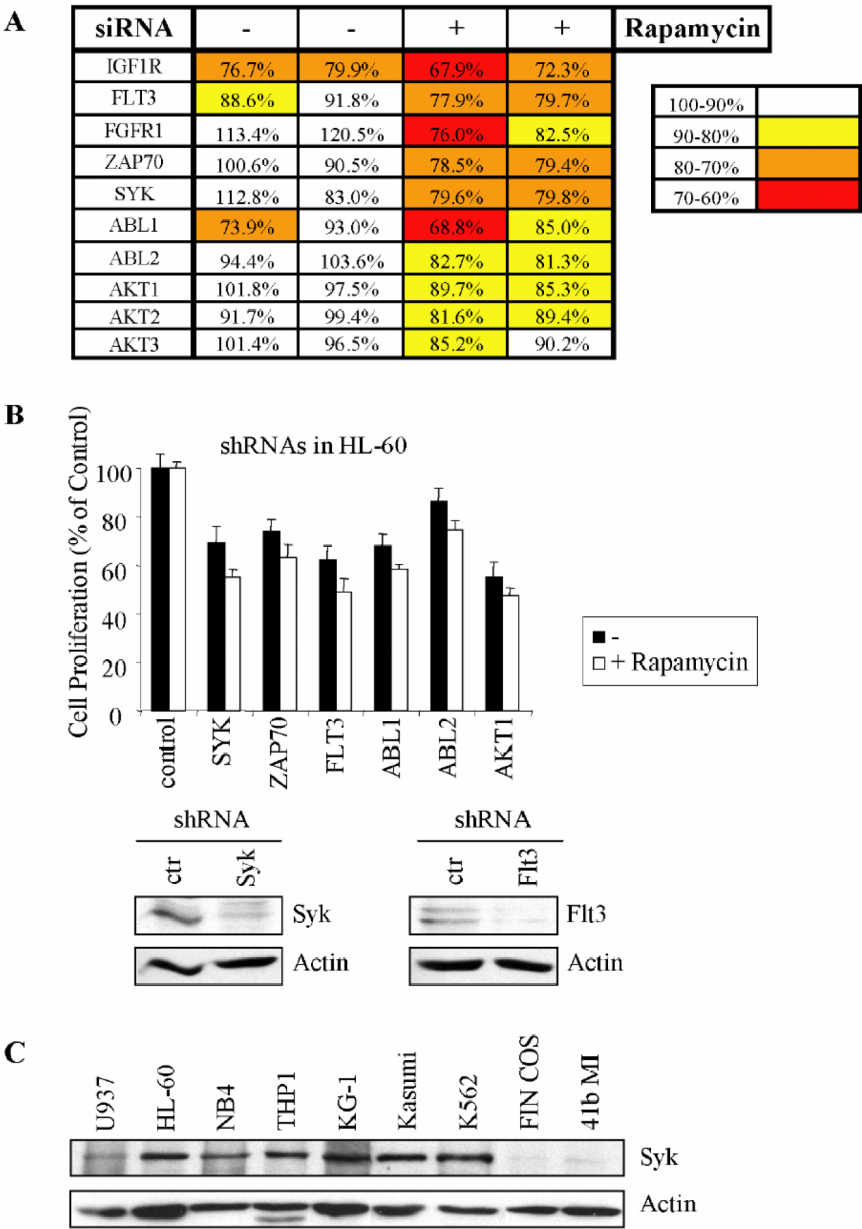 A
siRNA - - + + Rapamycin
IGF1R 76.7% 79.9% 67.9% 72.3%
FLT3 88.6% 91.8% 77.9% 79.7%
FGFR1 113.4% 120.5% 76.0% 82.5%
ZAP70 100.6% 90.5% 78.5% 79.4%
SYK 112.8% 83.0% 79.6% 79.8%
ABL1 73.9% 93.0% 68.8% 85.0%
ABL2 94.4% 103.6% 82.7% 81.3%
AKT1 101.8% 97.5% 89.7% 85.3%
AKT2 91.7% 99.4% 81.6% 89.4%
AKT3 101.4% 96.5% 85.2% 90.2%
100-90%
90-80%
80-70%
70-60%
B
shRNAs in HL-60
Cell Proliferation (% of Control)
100
80
60
40
20
0
control SYK ZAP70 FLT3 ABL1 ABL2 AKT1
-
+ Rapamycin
shRNA
ctr Syk
Syk
Actin
shRNA
ctr Flt3
Flt3
Actin
C
U937 HL-60 NB4 THP1 KG-1 Kasumi K562 FIN COS 41b MI
Syk
Actin